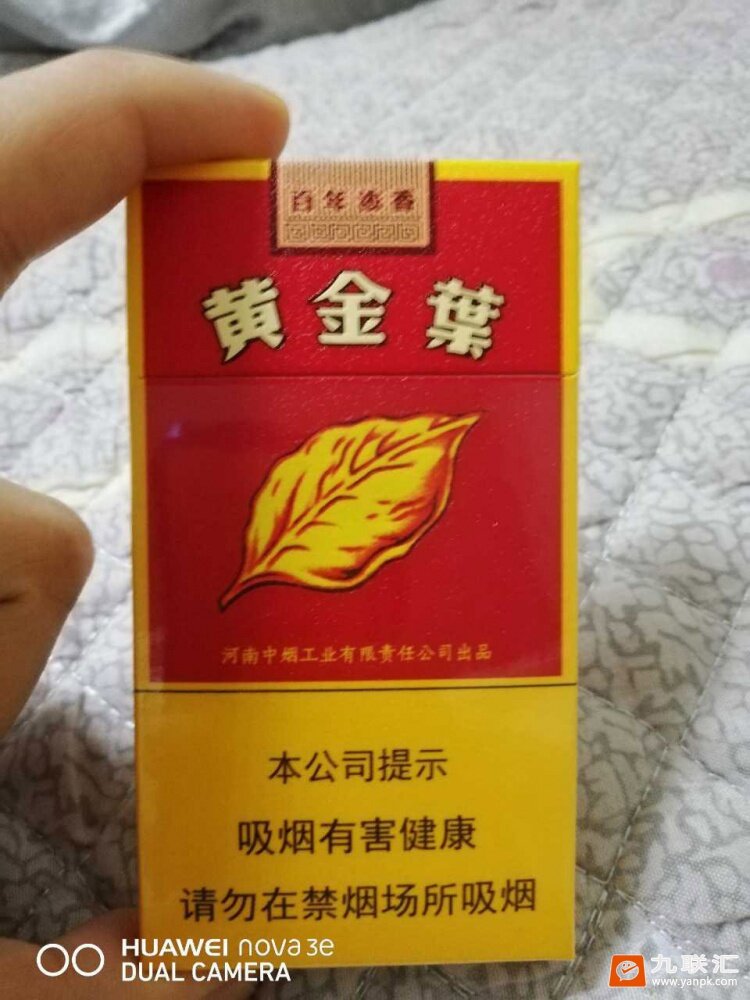 百年浓香
黄金葉
河南中烟工业有限责任公司出品
本公司提示
吸烟有害健康
请勿在禁烟场所吸烟
HUAWEI nova 3e
DUAL CAMERA
九联汇
www.yanpk.com